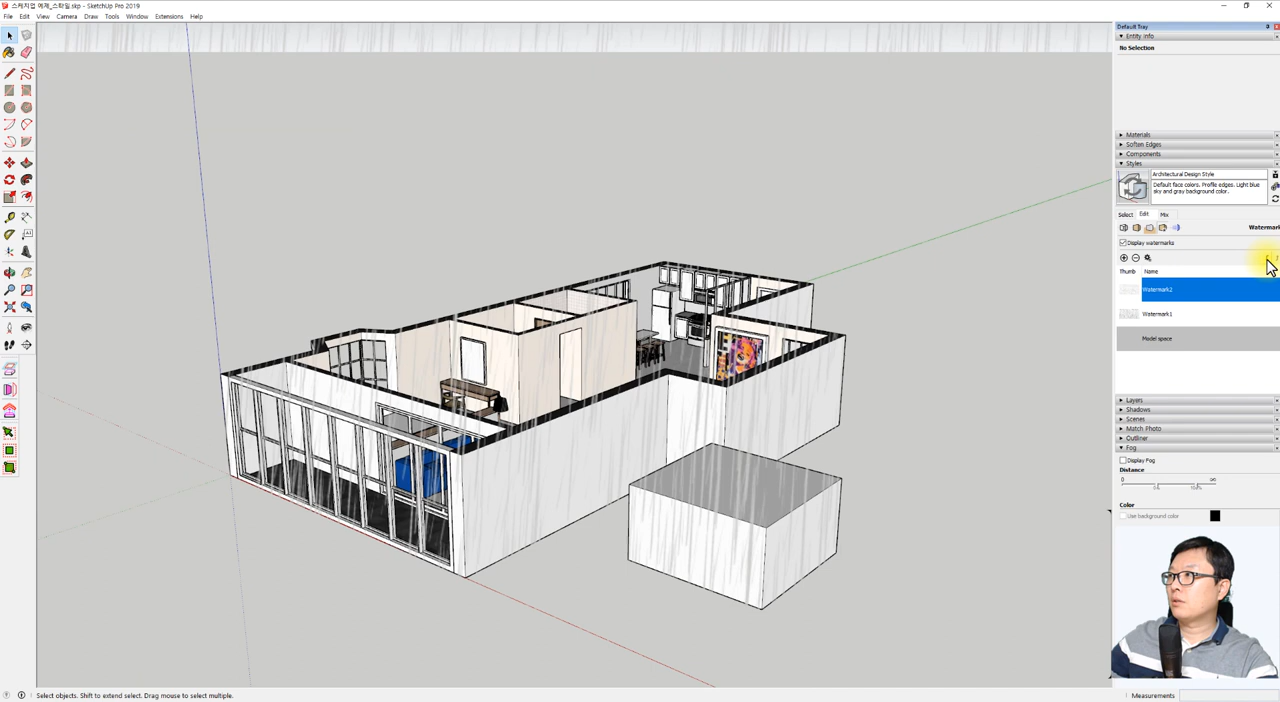 스케치업 예제_스타일.skp - SketchUp Pro 2019
File Edit View Camera Draw Tools Window Extensions Help
Default Tray
Entity Info
No Selection
Materials
Soften Edges
Components
Styles
Architectural Design Style
Default face colors. Profile edges. Light blue
sky and gray background color.
Select Edit Mix
Watermark
Display watermarks
Thumb Name
Watermark2
Watermark1
Model space
Layers
Shadows
Scenes
Match Photo
Outliner
Fog
Display Fog
Distance
0 ∞
0% 100%
Color
Use background color
Select objects. Shift to extend select. Drag mouse to select multiple.
Measurements